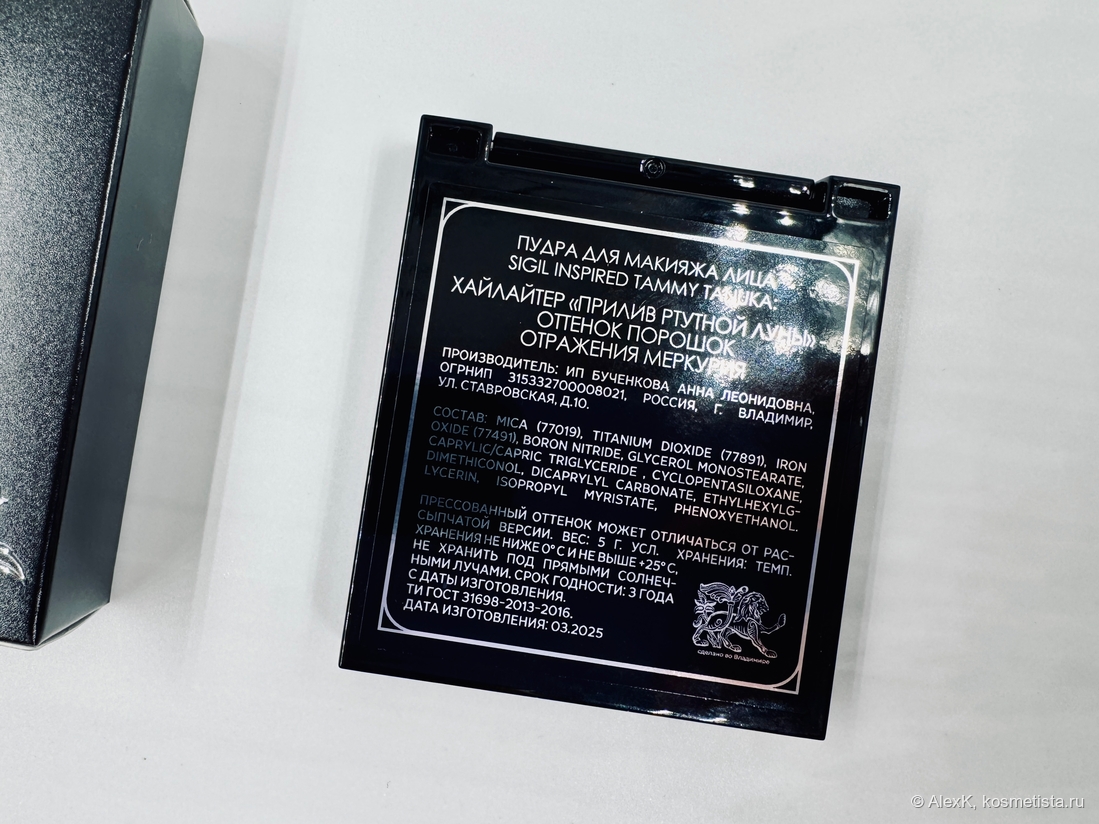 ПУДРА ДЛЯ МАКИЯЖА ЛИЦА
SIGIL INSPIRED TAMMY TANUKA:
ХАЙЛАЙТЕР «ПРИЛИВ РТУТНОЙ ЛУНЫ»
ОТТЕНОК ПОРОШОК
ОТРАЖЕНИЯ МЕРКУРИЯ
ПРОИЗВОДИТЕЛЬ: ИП БУЧЕНКОВА АННА ЛЕОНИДОВНА,
ОГРНИП 315332700008021, РОССИЯ, Г. ВЛАДИМИР,
УЛ. СТАВРОВСКАЯ, Д.10.
СОСТАВ: MICA (77019), TITANIUM DIOXIDE (77891), IRON
OXIDE (77491), BORON NITRIDE, GLYCEROL MONOSTEARATE,
CAPRYLIC/CAPRIC TRIGLYCERIDE , CYCLOPENTASILOXANE,
DIMETHICONOL, DICAPRYLYL CARBONATE, ETHYLHEXYLG-
LYCERIN, ISOPROPYL MYRISTATE, PHENOXYETHANOL.
ПРЕССОВАННЫЙ ОТТЕНОК МОЖЕТ ОТЛИЧАТЬСЯ ОТ РАС-
СЫПЧАТОЙ ВЕРСИИ. ВЕС: 5 Г. УСЛ. ХРАНЕНИЯ: ТЕМП.
ХРАНЕНИЯ НЕ НИЖЕ 0°С И НЕ ВЫШЕ +25°С,
НЕ ХРАНИТЬ ПОД ПРЯМЫМИ СОЛНЕЧ-
НЫМИ ЛУЧАМИ. СРОК ГОДНОСТИ: 3 ГОДА
С ДАТЫ ИЗГОТОВЛЕНИЯ.
ТИ ГОСТ 31698-2013-2016.
ДАТА ИЗГОТОВЛЕНИЯ: 03.2025
сделано во Владимире
© AlexK, kosmetista.ru